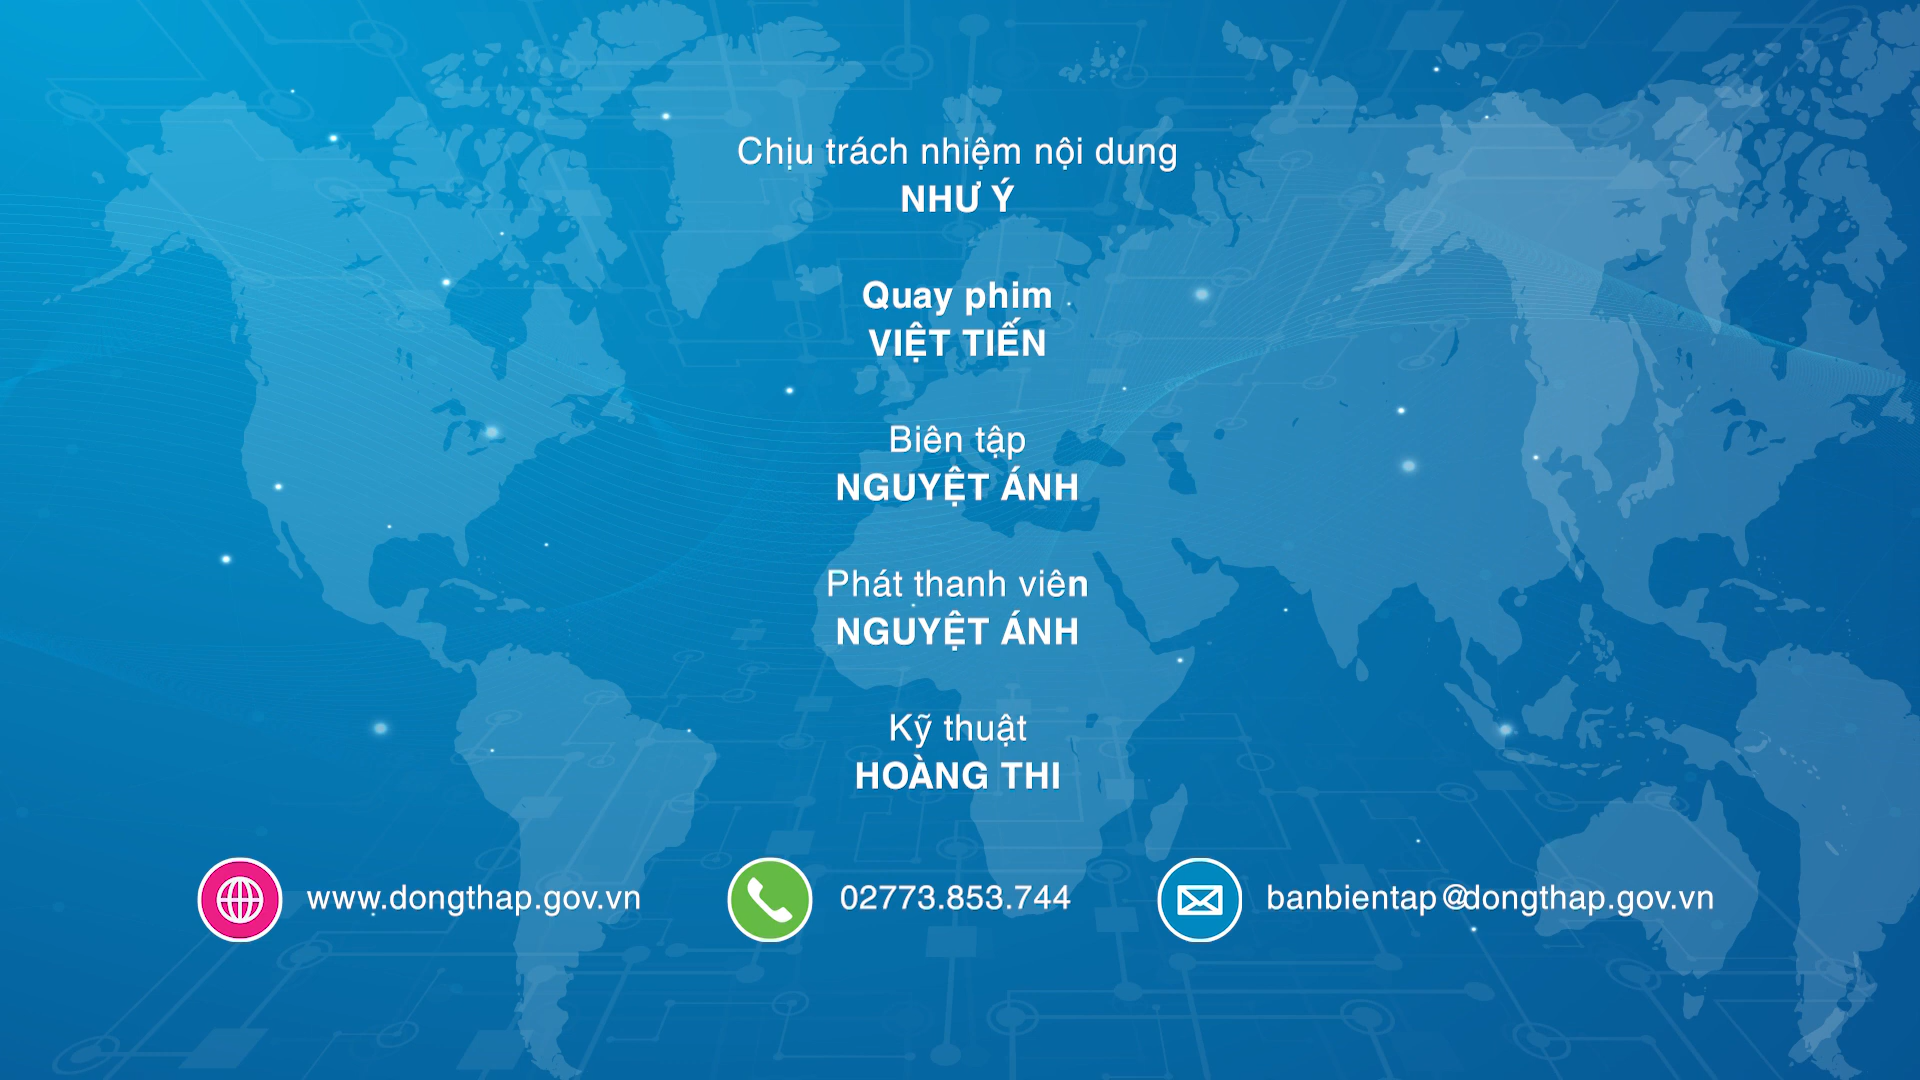 Chịu trách nhiệm nội dung
NHƯ Ý
Quay phim
VIỆT TIẾN
Biên tập
NGUYỆT ÁNH
Phát thanh viên
NGUYỆT ÁNH
Kỹ thuật
HOÀNG THI
www.dongthap.gov.vn
02773.853.744
banbientap@dongthap.gov.vn